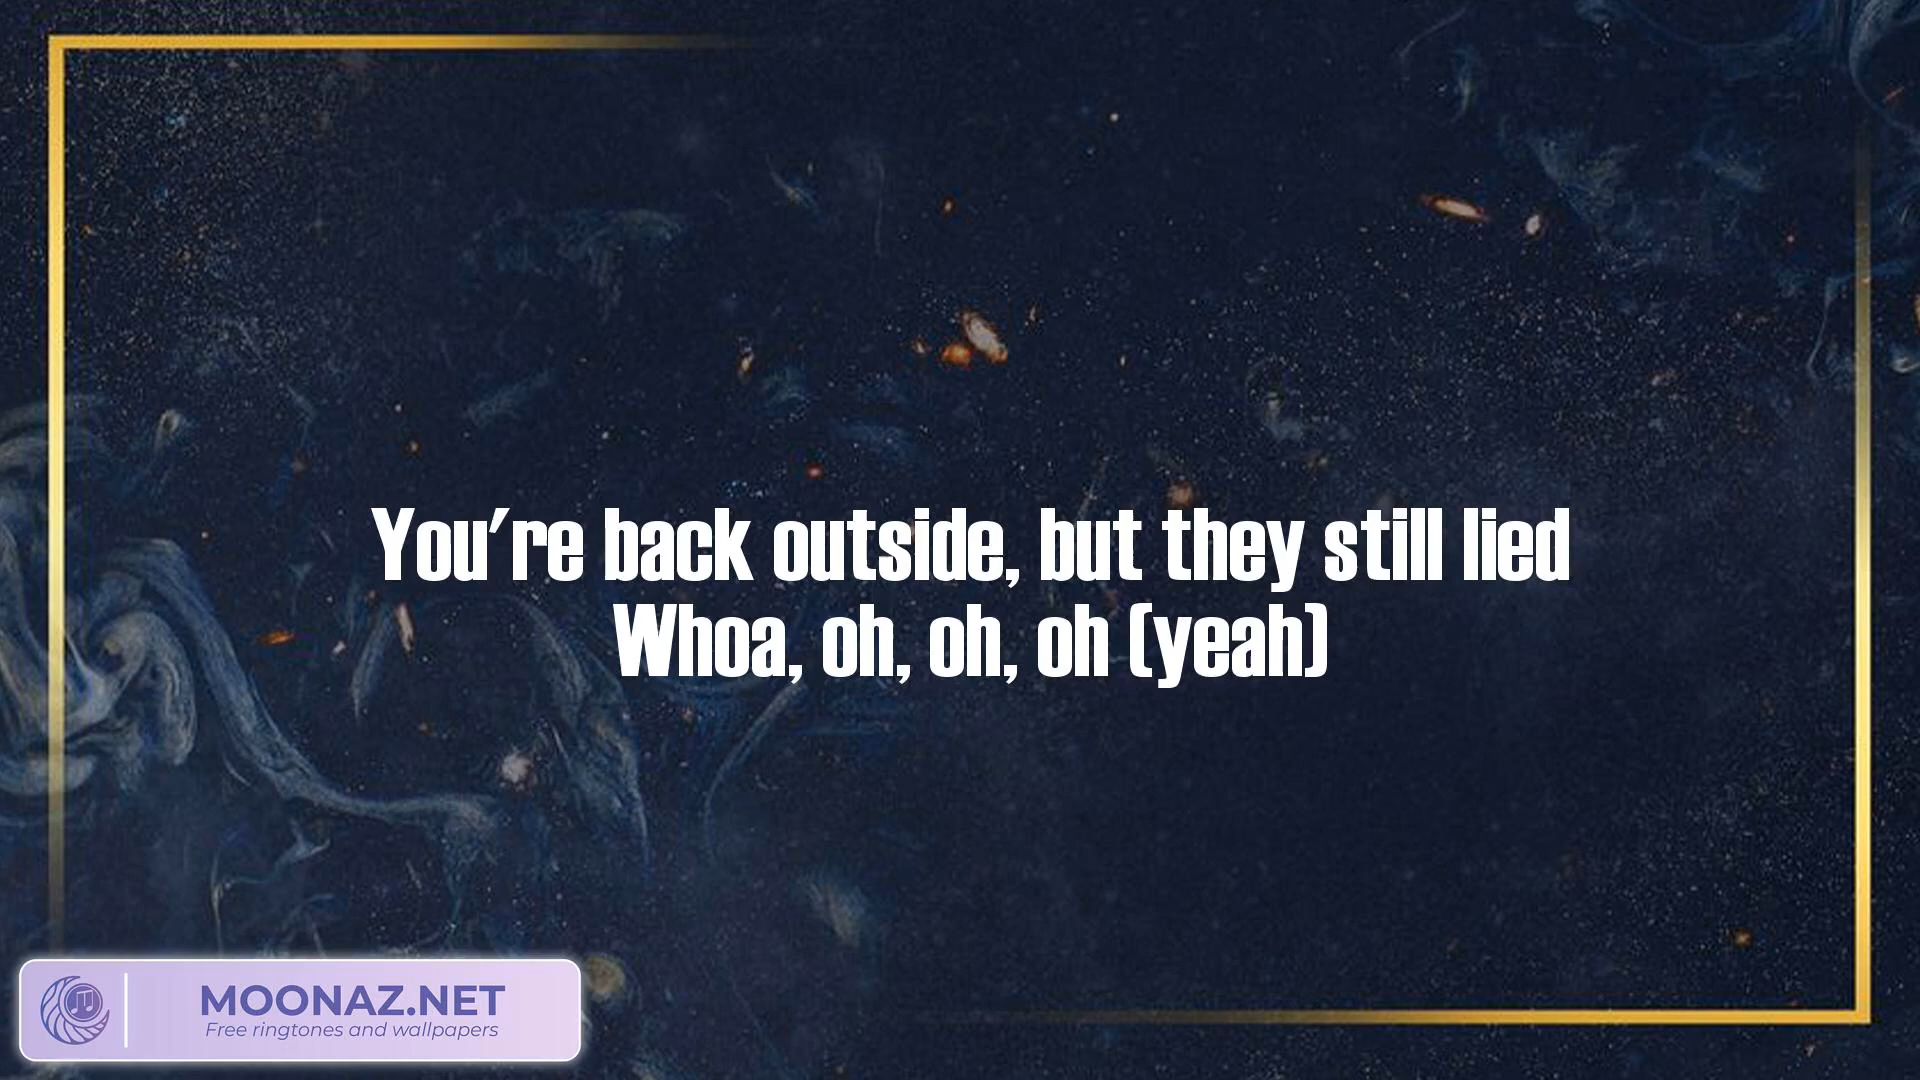 You're back outside, but they still lied
Whoa, oh, oh, oh (yeah)
MOONAZ.NET
Free ringtones and wallpapers